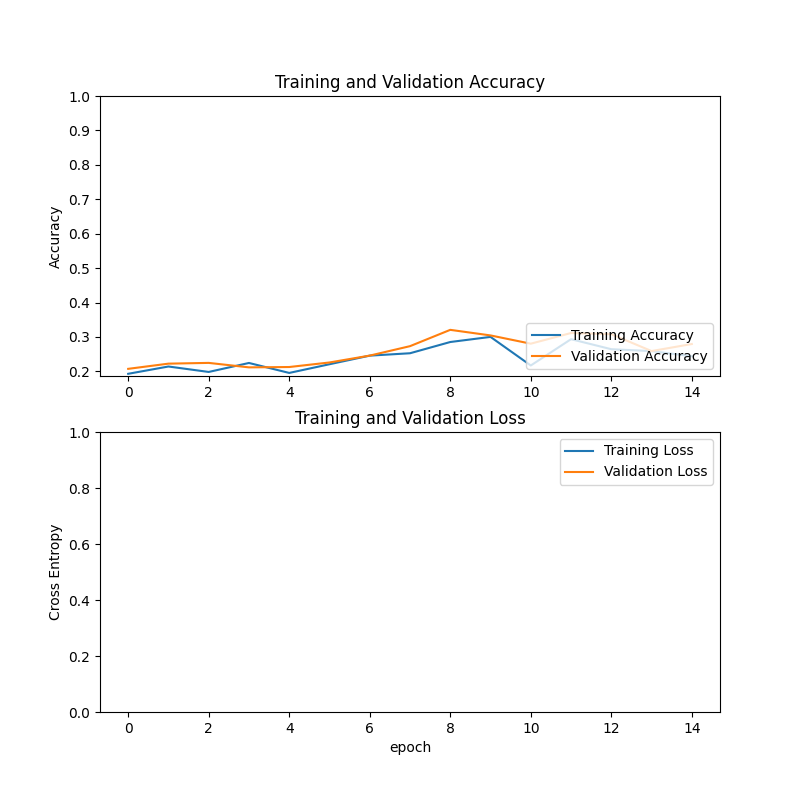 Training and Validation Accuracy
Accuracy
1.0
0.9
0.8
0.7
0.6
0.5
0.4
0.3
0.2
Training Accuracy
Validation Accuracy
0 2 4 6 8 10 12 14
Training and Validation Loss
Cross Entropy
1.0
0.8
0.6
0.4
0.2
0.0
Training Loss
Validation Loss
0 2 4 6 8 10 12 14
epoch